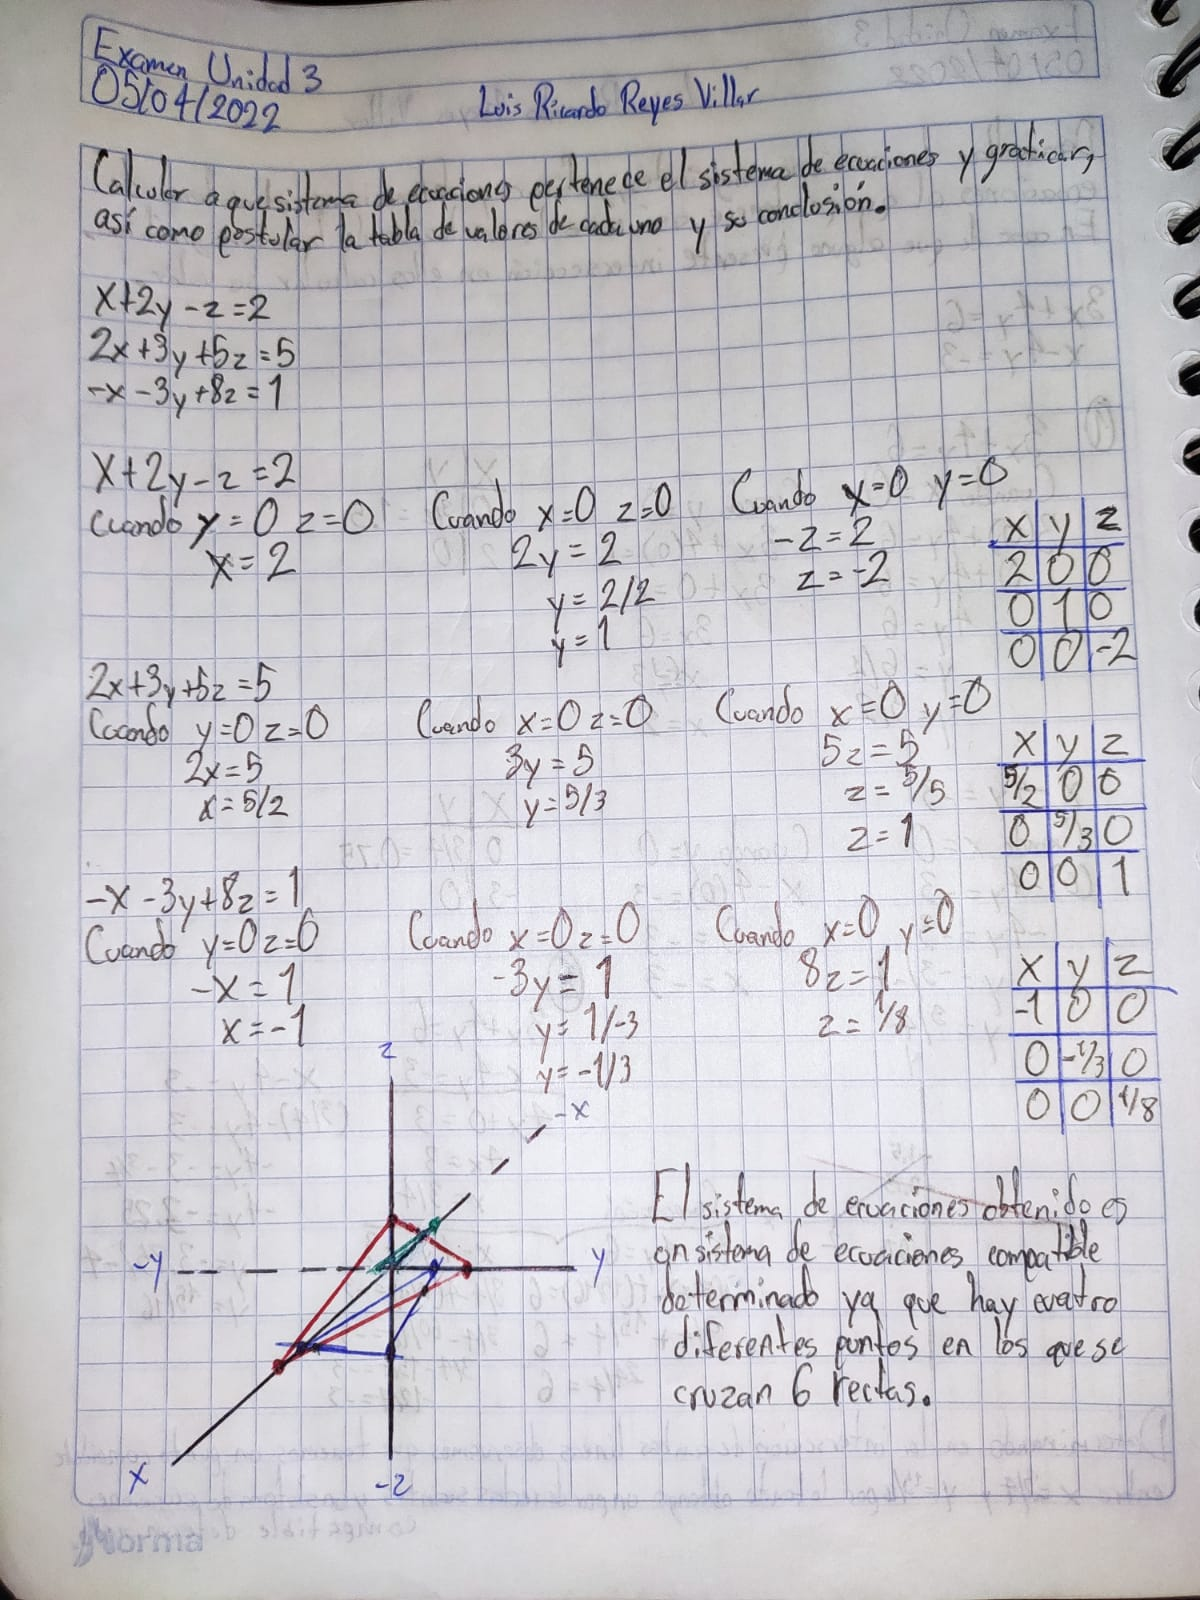 Examen Unidad 3
05/04/2022
Luis Ricardo Reyes Villar
Calcular a que sistema de ecuaciones pertenece el sistema de ecuaciones y graficar,
así como postular la tabla de valores de cada uno y su conclusión.
x+2y-z=2
2x+3y+5z=5
-x-3y+8z=1
x+2y-z=2
Cuando y=0 z=0
x=2
Cuando x=0 z=0
2y=2
y=2/2
y=1
Cuando x=0 y=0
-z=2
z=-2
x y z
2 0 0
0 1 0
0 0 -2
2x+3y+5z=5
Cuando y=0 z=0
2x=5
x=5/2
Cuando x=0 z=0
3y=5
y=5/3
Cuando x=0 y=0
5z=5
z=5/5
z=1
x y z
5/2 0 0
0 5/3 0
0 0 1
-x-3y+8z=1
Cuando y=0 z=0
-x=1
x=-1
Cuando x=0 z=0
-3y=1
y=1/-3
y=-1/3
Cuando x=0 y=0
8z=1
z=1/8
x y z
-1 0 0
0 -1/3 0
0 0 1/8
z
-x
-y
y
x
-z
El sistema de ecuaciones obtenido es
un sistema de ecuaciones compatible
determinado ya que hay cuatro
diferentes puntos en los que se
cruzan 6 rectas.
Norma